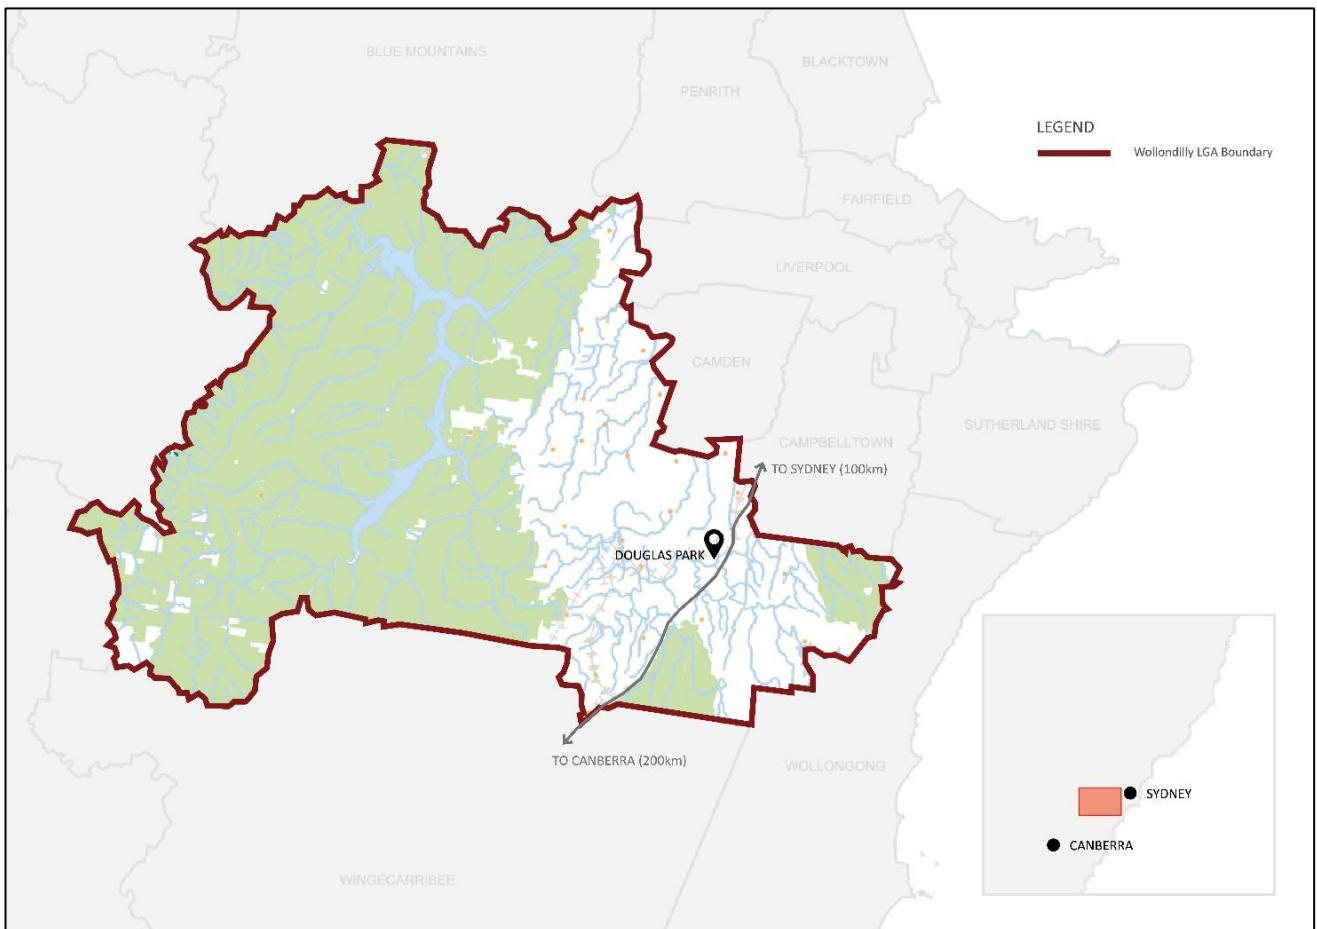 BLUE MOUNTAINS
BLACKTOWN
PENRITH
LEGEND
Wollondilly LGA Boundary
FAIRFIELD
LIVERPOOL
CAMDEN
SUTHERLAND SHIRE
CAMPBELLTOWN
TO SYDNEY (100km)
DOUGLAS PARK
TO CANBERRA (200km)
WOLLONGONG
SYDNEY
CANBERRA
WINGECARRIBEE